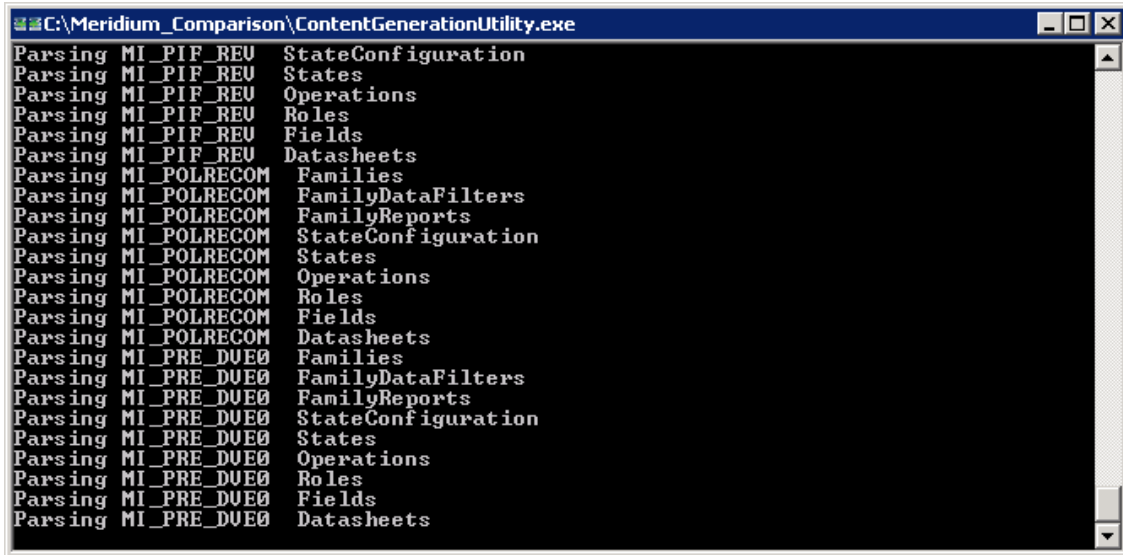 C:\Meridium_Comparison\ContentGenerationUtility.exe
Parsing MI_PIF_REV  StateConfiguration
Parsing MI_PIF_REV  States
Parsing MI_PIF_REV  Operations
Parsing MI_PIF_REV  Roles
Parsing MI_PIF_REV  Fields
Parsing MI_PIF_REV  Datasheets
Parsing MI_POLRECOM  Families
Parsing MI_POLRECOM  FamilyDataFilters
Parsing MI_POLRECOM  FamilyReports
Parsing MI_POLRECOM  StateConfiguration
Parsing MI_POLRECOM  States
Parsing MI_POLRECOM  Operations
Parsing MI_POLRECOM  Roles
Parsing MI_POLRECOM  Fields
Parsing MI_POLRECOM  Datasheets
Parsing MI_PRE_DVE0  Families
Parsing MI_PRE_DVE0  FamilyDataFilters
Parsing MI_PRE_DVE0  FamilyReports
Parsing MI_PRE_DVE0  StateConfiguration
Parsing MI_PRE_DVE0  States
Parsing MI_PRE_DVE0  Operations
Parsing MI_PRE_DVE0  Roles
Parsing MI_PRE_DVE0  Fields
Parsing MI_PRE_DVE0  Datasheets